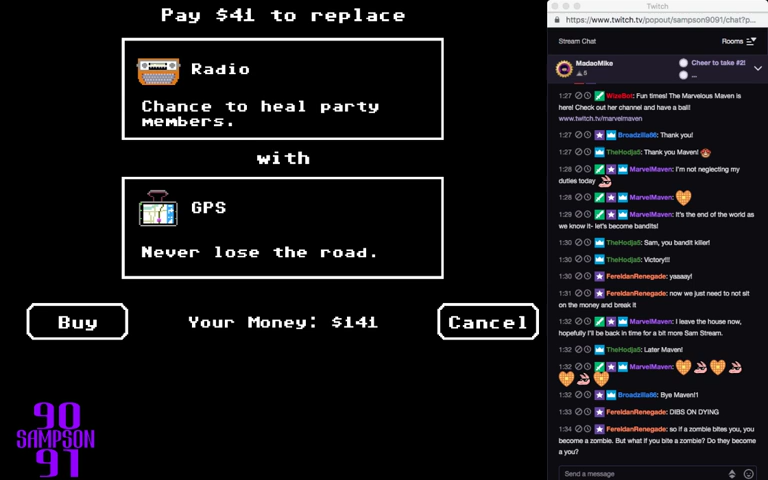 Pay $41 to replace
Radio
Chance to heal party
members.
with
GPS
Never lose the road.
Buy
Your Money: $141
Cancel
90
SAMPSON
91
Twitch
https://www.twitch.tv/popout/sampson9091/chat?p...
Stream Chat
Rooms
MadaoMike
Cheer to take #2!
5
...
1:27 WizeBot: Fun times! The Marvelous Maven is
here! Check out her channel and have a ball!
www.twitch.tv/marvelmaven
1:27 Broadzilla86: Thank you!
1:27 TheHodja5: Thank you Maven!
1:28 MarvelMaven: I'm not neglecting my
duties today
1:28 MarvelMaven:
1:29 MarvelMaven: It's the end of the world as
we know it- let's become bandits!
1:30 TheHodja5: Sam, you bandit killer!
1:30 TheHodja5: Victory!!!
1:30 FereldanRenegade: yaaaay!
1:31 FereldanRenegade: now we just need to not sit
on the money and break it
1:32 MarvelMaven: I leave the house now,
hopefully I'll be back in time for a bit more Sam Stream.
1:32 TheHodja5: Later Maven!
1:32 MarvelMaven:
1:32 Broadzilla86: Bye Maven!1
1:33 FereldanRenegade: DIBS ON DYING
1:34 FereldanRenegade: so if a zombie bites you, you
become a zombie. But what if you bite a zombie? Do they become
a you?
Send a message